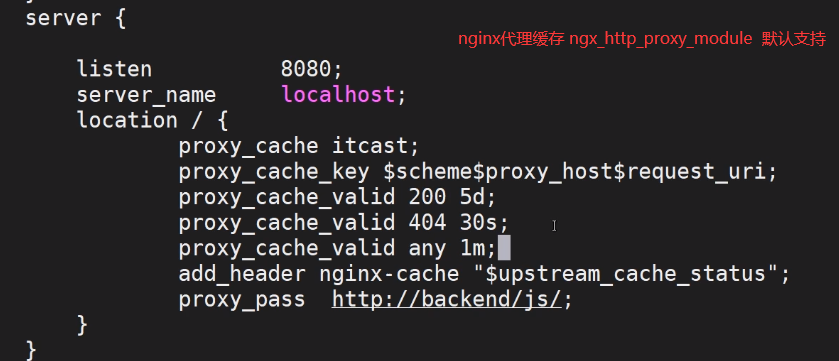 server {
nginx代理缓存 ngx_http_proxy_module 默认支持
listen 8080;
server_name localhost;
location / {
proxy_cache itcast;
proxy_cache_key $scheme$proxy_host$request_uri;
proxy_cache_valid 200 5d;
proxy_cache_valid 404 30s;
proxy_cache_valid any 1m;
add_header nginx-cache "$upstream_cache_status";
proxy_pass http://backend/js/;
}
}